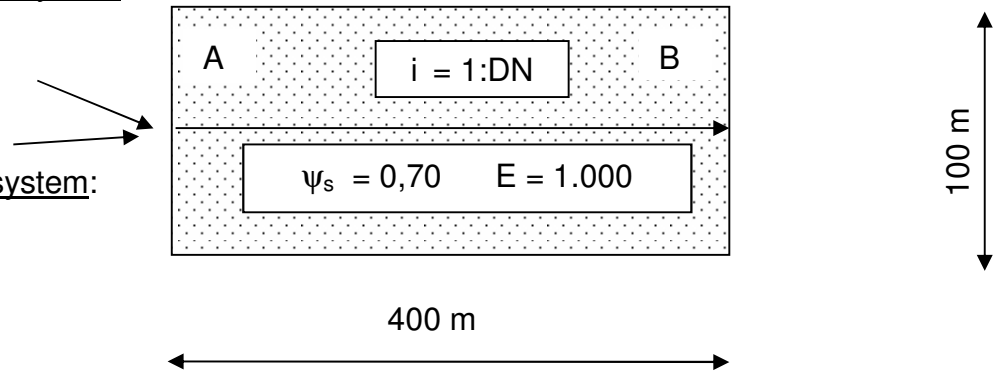 A
B
i = 1:DN
ψs = 0,70 E = 1.000
system:
100 m
400 m